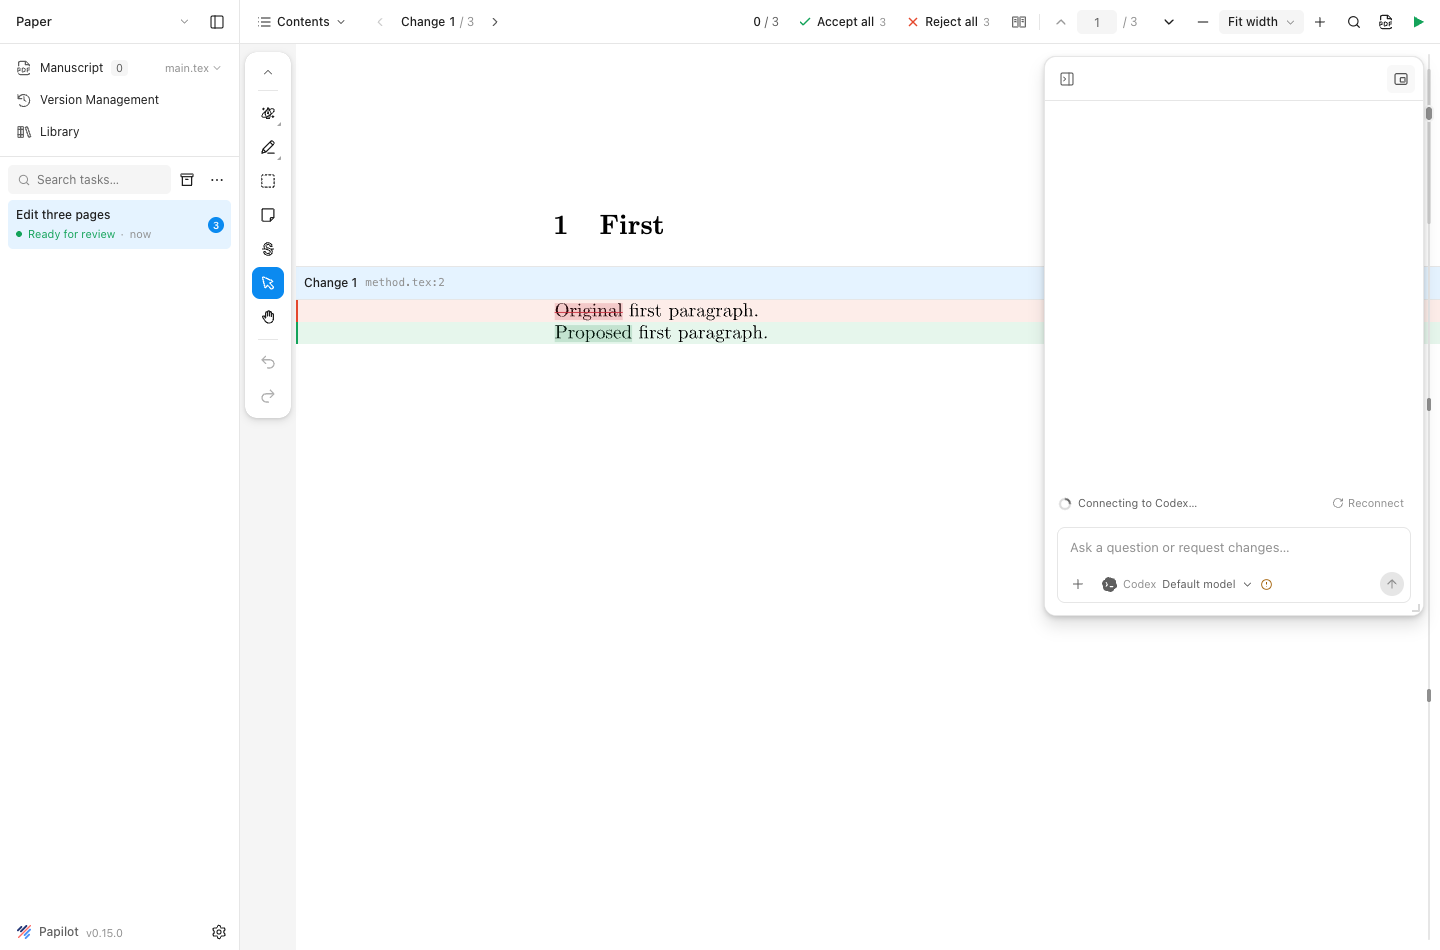 Paper
Contents
Change 1 / 3
0 / 3
Accept all 3
Reject all 3
1 / 3
Fit width
PDF
Manuscript 0
main.tex
Version Management
Library
Search tasks...
Edit three pages
Ready for review · now
3
1 First
Change 1 method.tex:2
Original first paragraph.
Proposed first paragraph.
Connecting to Codex...
Reconnect
Ask a question or request changes...
Codex Default model
Papilot v0.15.0